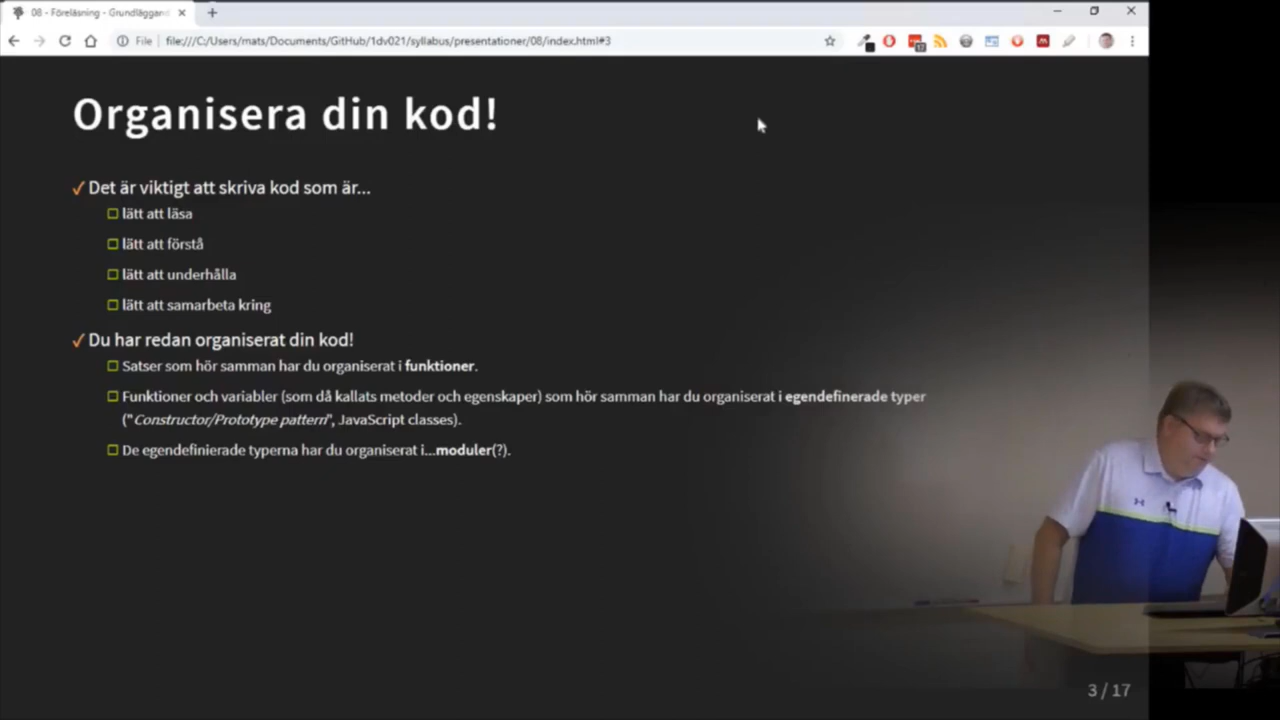 08 - Föreläsning - Grundläggand
File
file:///C:/Users/mats/Documents/GitHub/1dv021/syllabus/presentationer/08/index.html#3
17
Organisera din kod!
Det är viktigt att skriva kod som är...
lätt att läsa
lätt att förstå
lätt att underhålla
lätt att samarbeta kring
Du har redan organiserat din kod!
Satser som hör samman har du organiserat i funktioner.
Funktioner och variabler (som då kallats metoder och egenskaper) som hör samman har du organiserat i egendefinerade typer
("Constructor/Prototype pattern", JavaScript classes).
De egendefinierade typerna har du organiserat i...moduler(?).
3 / 17